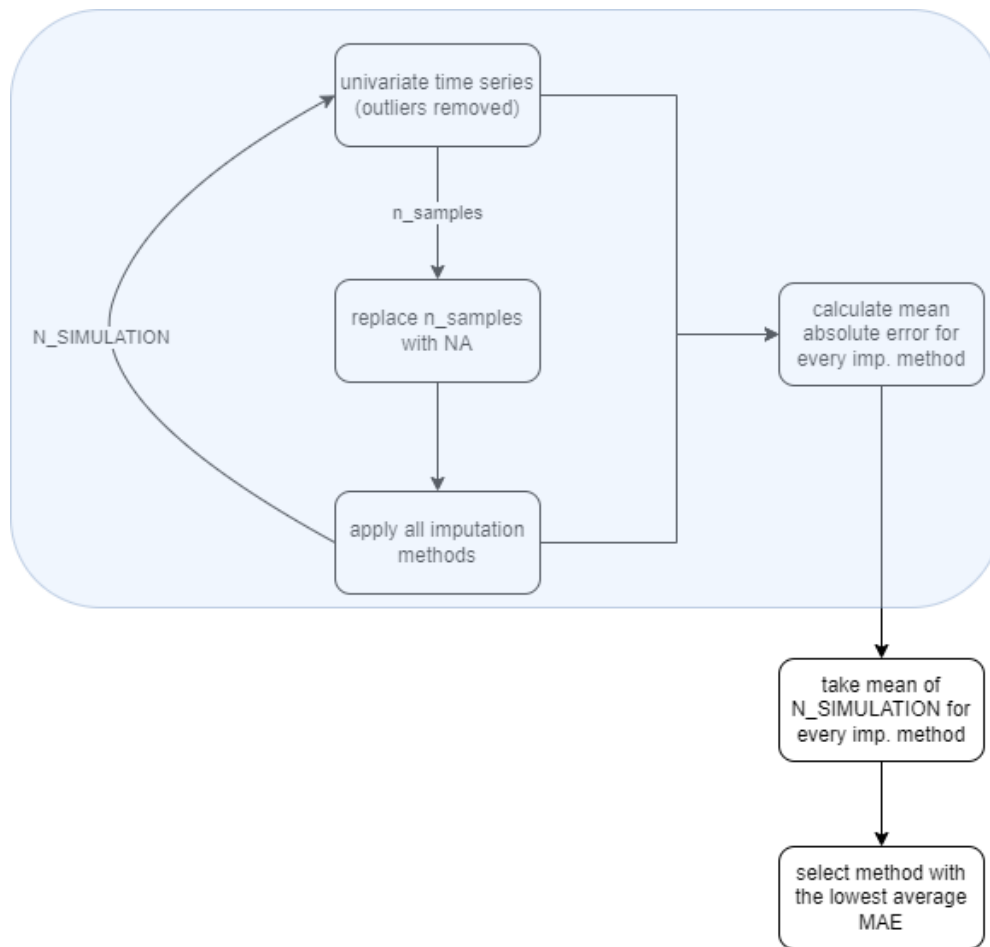 univariate time series
(outliers removed)
n_samples
replace n_samples
with NA
N_SIMULATION
calculate mean
absolute error for
every imp. method
apply all imputation
methods
take mean of
N_SIMULATION for
every imp. method
select method with
the lowest average
MAE